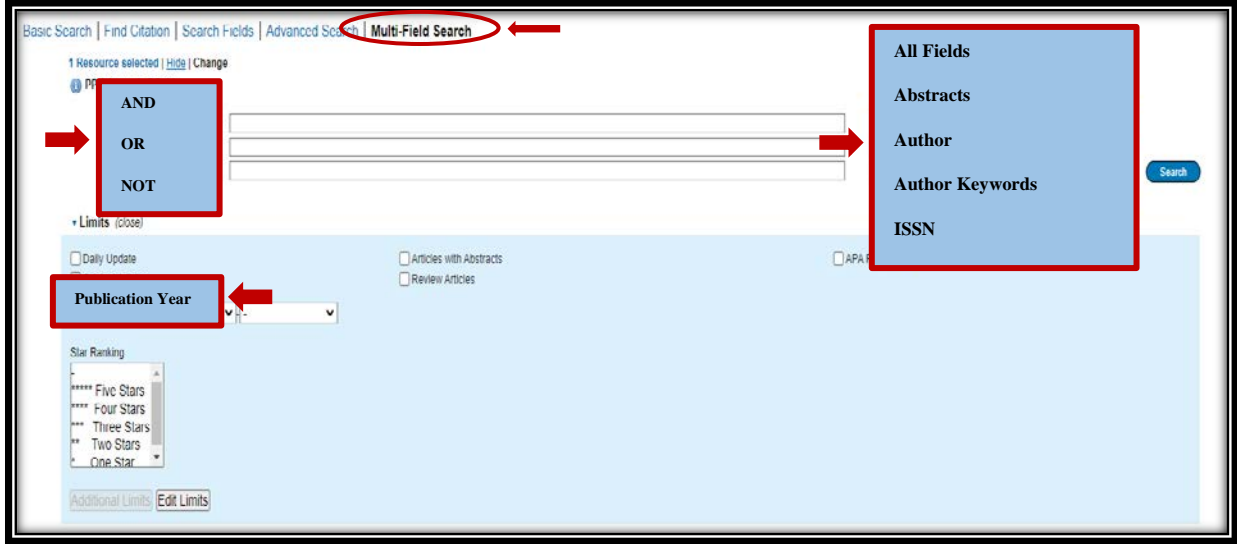 Basic Search | Find Citation | Search Fields | Advanced Search | Multi-Field Search
1 Resource selected | Hide | Change
AND
OR
NOT
All Fields
Abstracts
Author
Author Keywords
ISSN
Search
Limits (close)
Daily Update
Articles with Abstracts
APA
Review Articles
Publication Year
- -
Star Ranking
-
***** Five Stars
**** Four Stars
*** Three Stars
** Two Stars
* One Star
Additional Limits Edit Limits